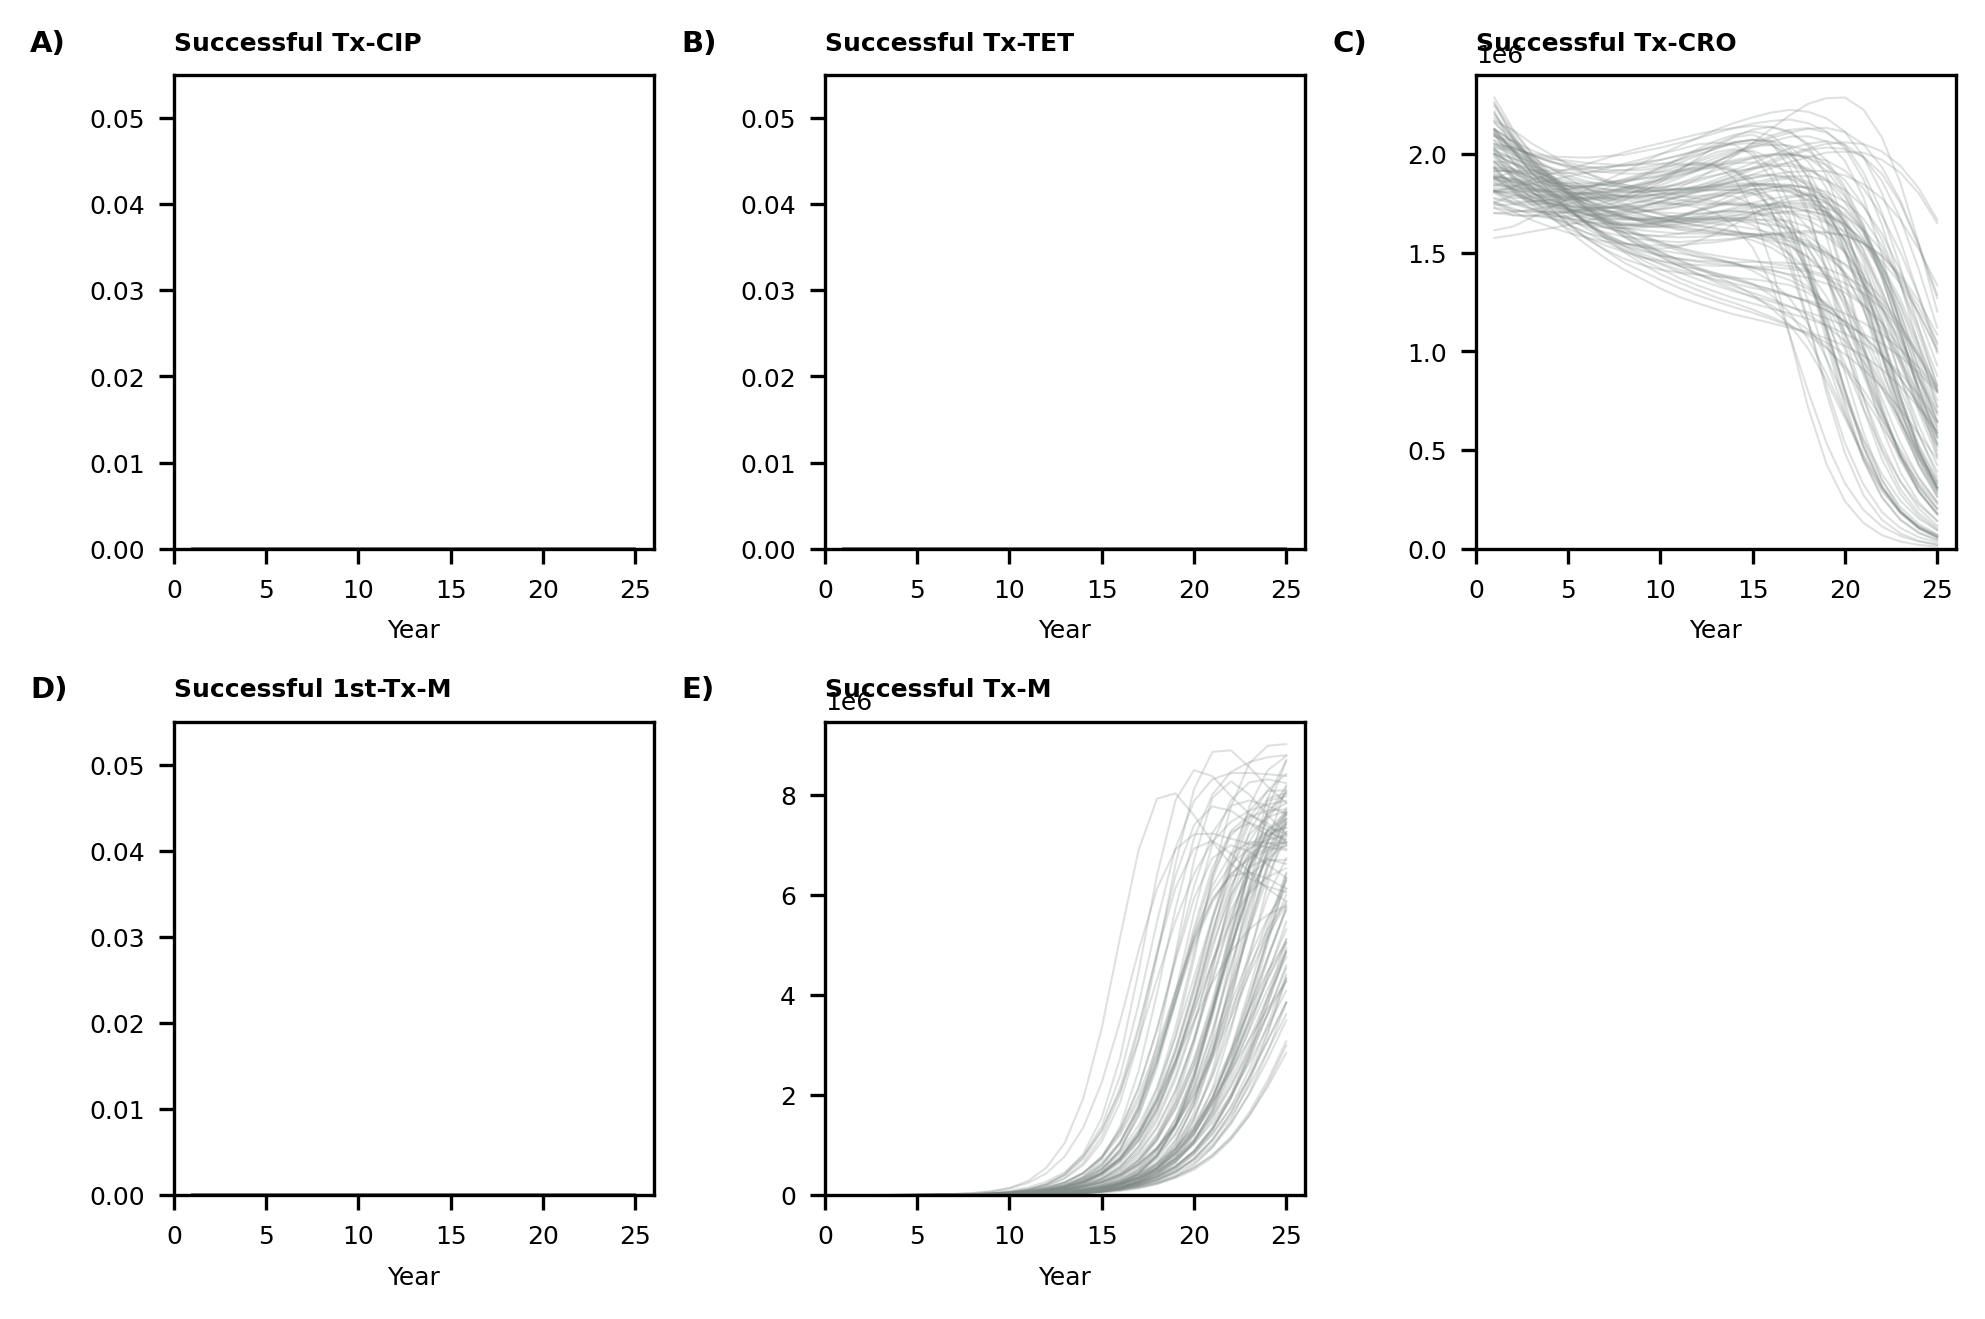 A) Successful Tx-CIP
0.05
0.04
0.03
0.02
0.01
0.00
0 5 10 15 20 25
Year
B) Successful Tx-TET
0.05
0.04
0.03
0.02
0.01
0.00
0 5 10 15 20 25
Year
C) Successful Tx-CRO
1e6
2.0
1.5
1.0
0.5
0.0
0 5 10 15 20 25
Year
D) Successful 1st-Tx-M
0.05
0.04
0.03
0.02
0.01
0.00
0 5 10 15 20 25
Year
E) Successful Tx-M
1e6
8
6
4
2
0
0 5 10 15 20 25
Year